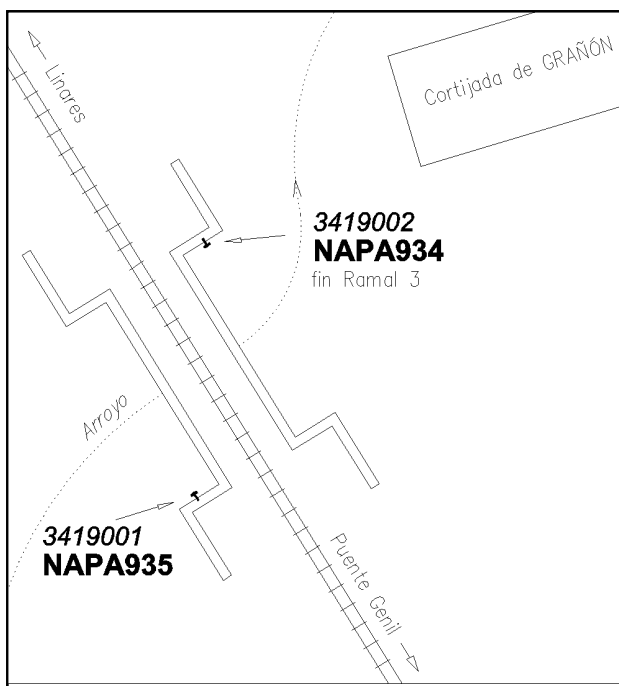 Linares
Cortijada de GRAÑÓN
3419002
NAPA934
fin Ramal 3
Arroyo
3419001
NAPA935
Puente Genil